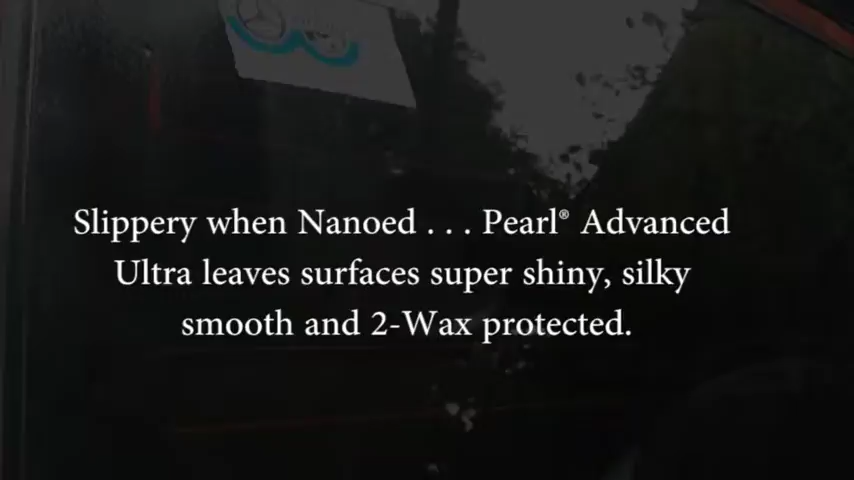 Slippery when Nanoed . . . Pearl® Advanced
Ultra leaves surfaces super shiny, silky
smooth and 2-Wax protected.